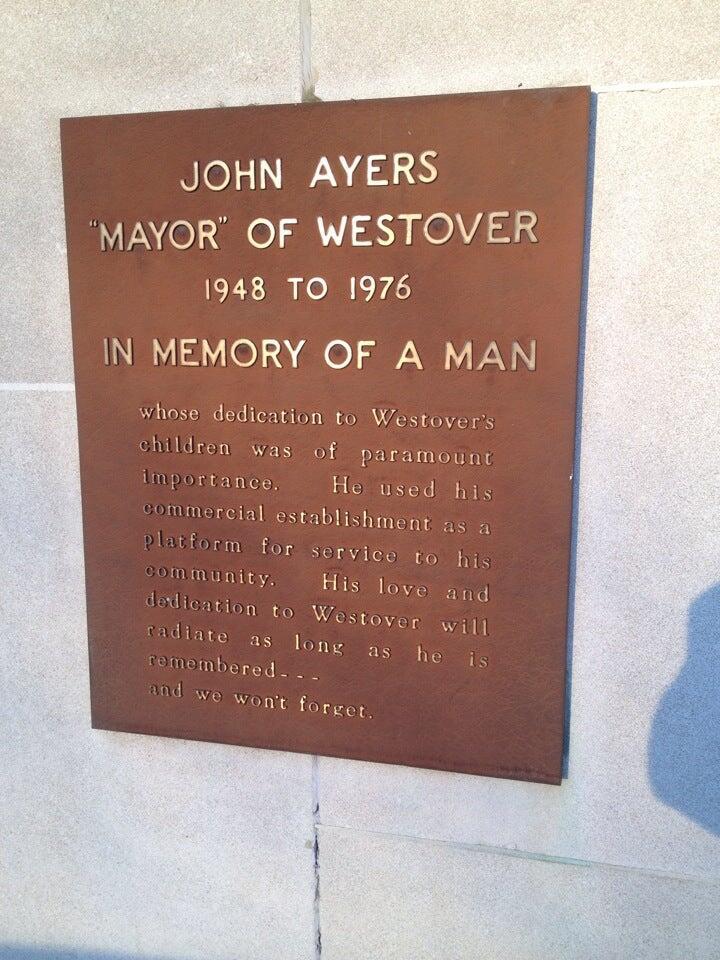 JOHN AYERS
"MAYOR" OF WESTOVER
1948 TO 1976
IN MEMORY OF A MAN
whose dedication to Westover's
children was of paramount
importance. He used his
commercial establishment as a
platform for service to his
community. His love and
dedication to Westover will
radiate as long as he is
remembered---
and we won't forget.